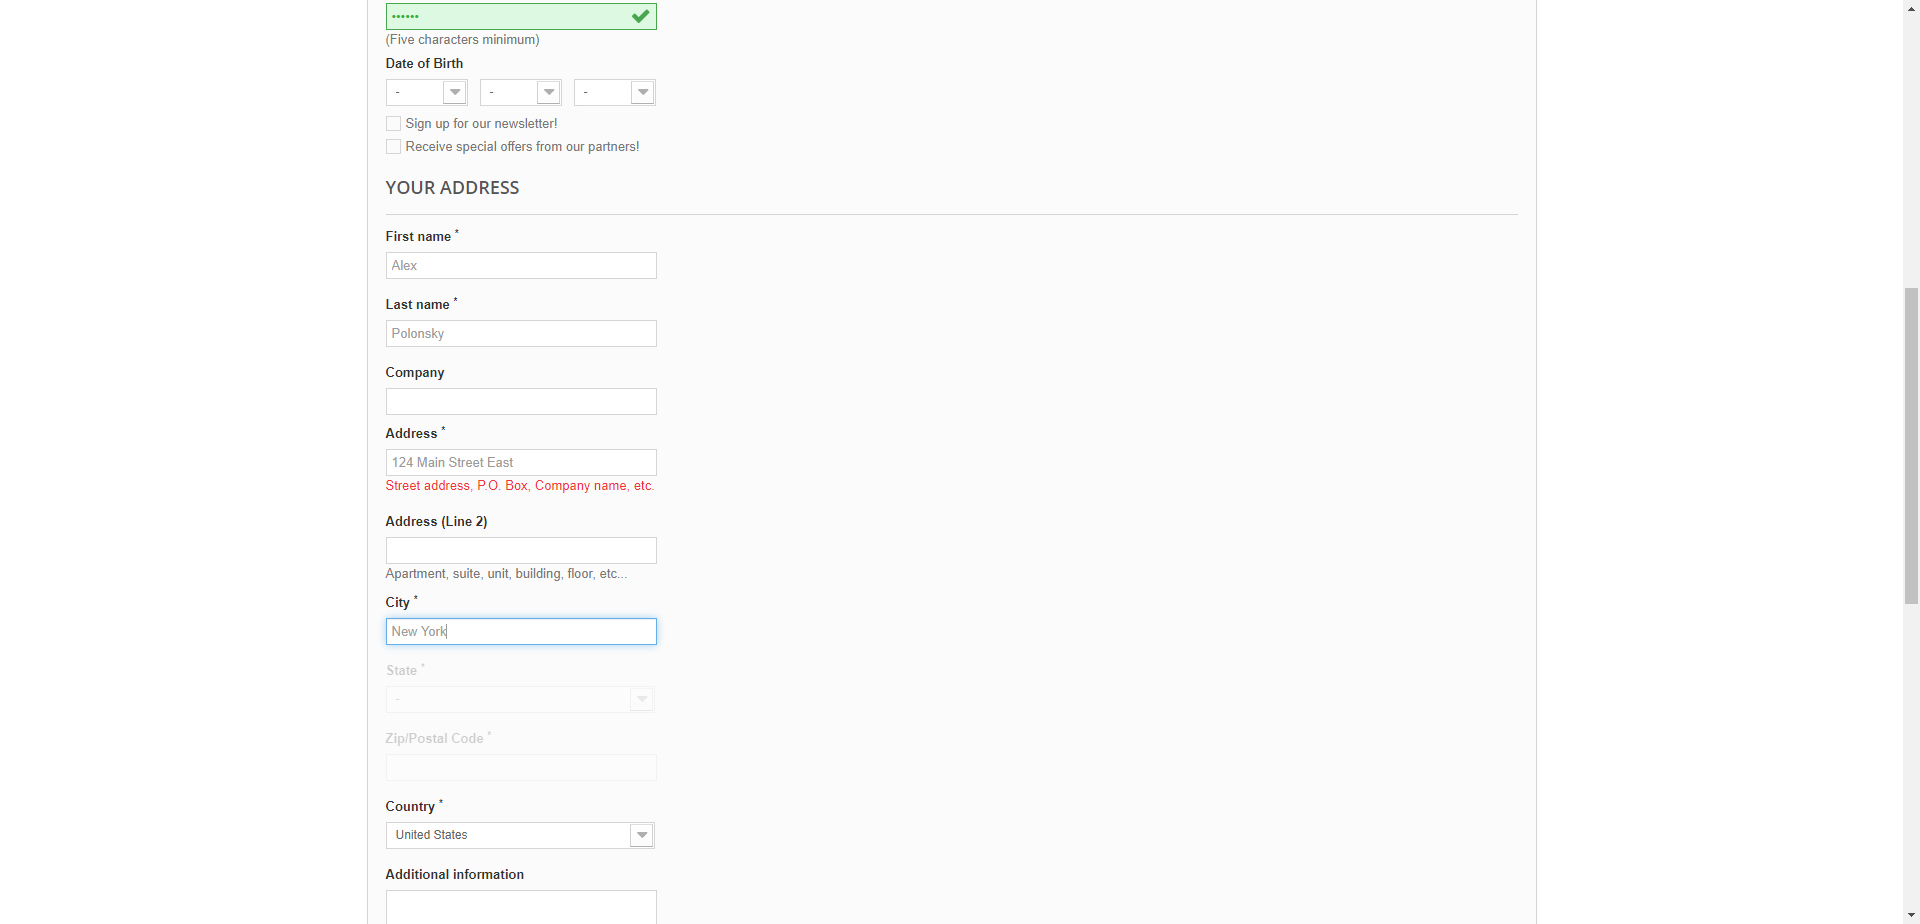 ••••••
(Five characters minimum)
Date of Birth
- - -
Sign up for our newsletter!
Receive special offers from our partners!
YOUR ADDRESS
First name *
Alex
Last name *
Polonsky
Company
Address *
124 Main Street East
Street address, P.O. Box, Company name, etc.
Address (Line 2)
Apartment, suite, unit, building, floor, etc...
City *
New York
State *
-
Zip/Postal Code *
Country *
United States
Additional information